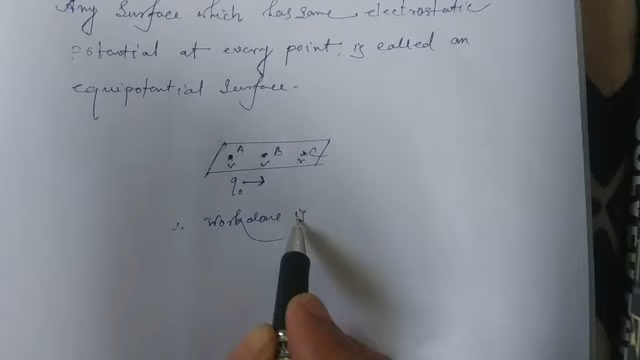 Any Surface which has same electrostatic
potential at every point, is called an
equipotential Surface.
A B C
V V V
q₀ →
∴ Workdone